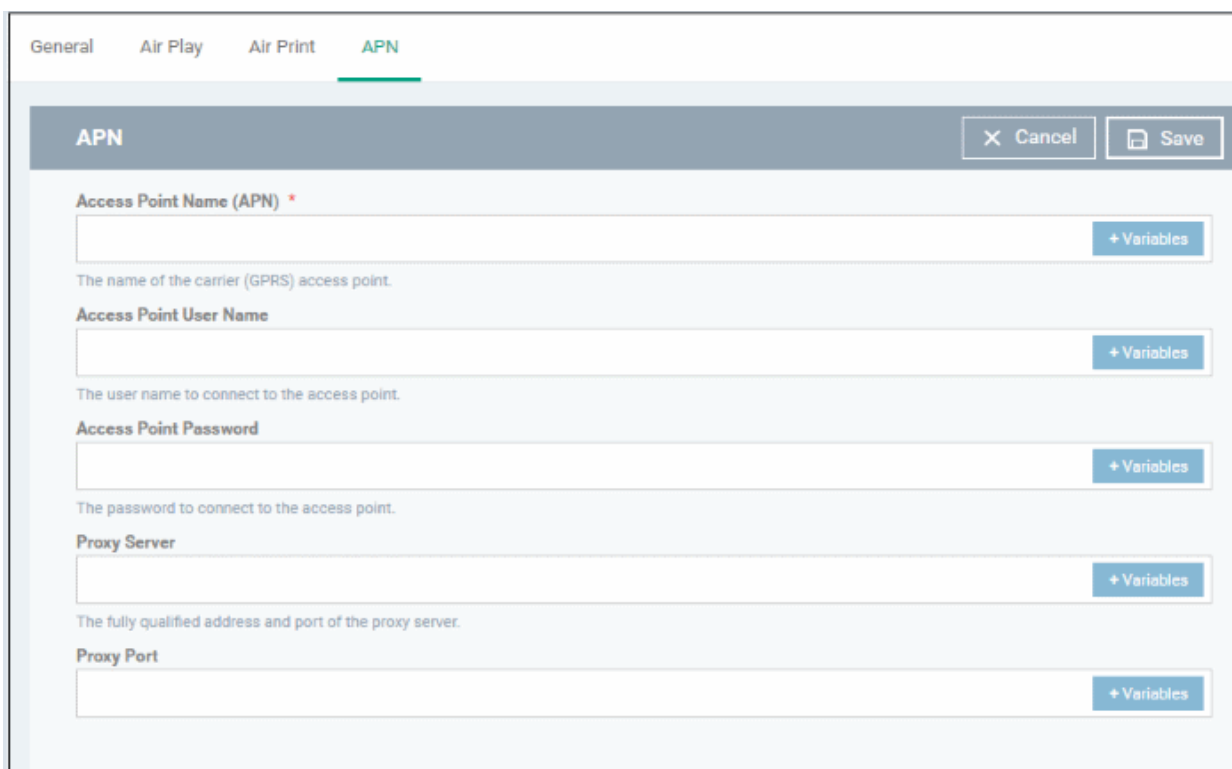 General Air Play Air Print APN
APN × Cancel Save
Access Point Name (APN) *
+ Variables
The name of the carrier (GPRS) access point.
Access Point User Name
+ Variables
The user name to connect to the access point.
Access Point Password
+ Variables
The password to connect to the access point.
Proxy Server
+ Variables
The fully qualified address and port of the proxy server.
Proxy Port
+ Variables